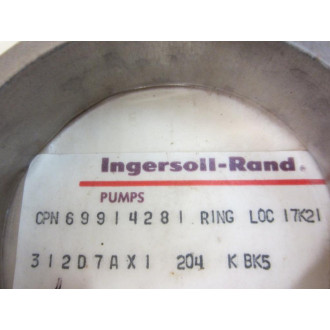 Ingersoll-Rand®
PUMPS
CPN 69914281 RING LOC 17K21
312D7AX1 204 K BK5